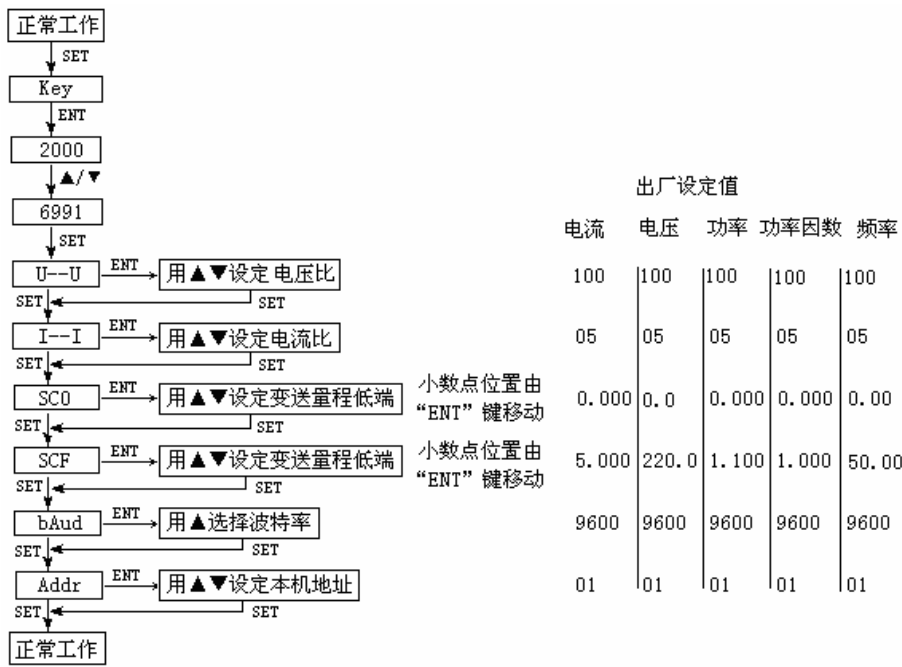 正常工作
SET
Key
ENT
2000
▲/▼
出厂设定值
6991
电流 电压 功率 功率因数 频率
SET
U--U ENT 用▲▼设定电压比 100 100 100 100 100
SET SET
I--I ENT 用▲▼设定电流比 05 05 05 05 05
SET SET
SC0 ENT 用▲▼设定变送量程低端 小数点位置由“ENT”键移动 0.000 0.0 0.000 0.000 0.00
SET SET
SCF ENT 用▲▼设定变送量程低端 小数点位置由“ENT”键移动 5.000 220.0 1.100 1.000 50.00
SET SET
bAud ENT 用▲选择波特率 9600 9600 9600 9600 9600
SET SET
Addr ENT 用▲▼设定本机地址 01 01 01 01 01
SET SET
正常工作